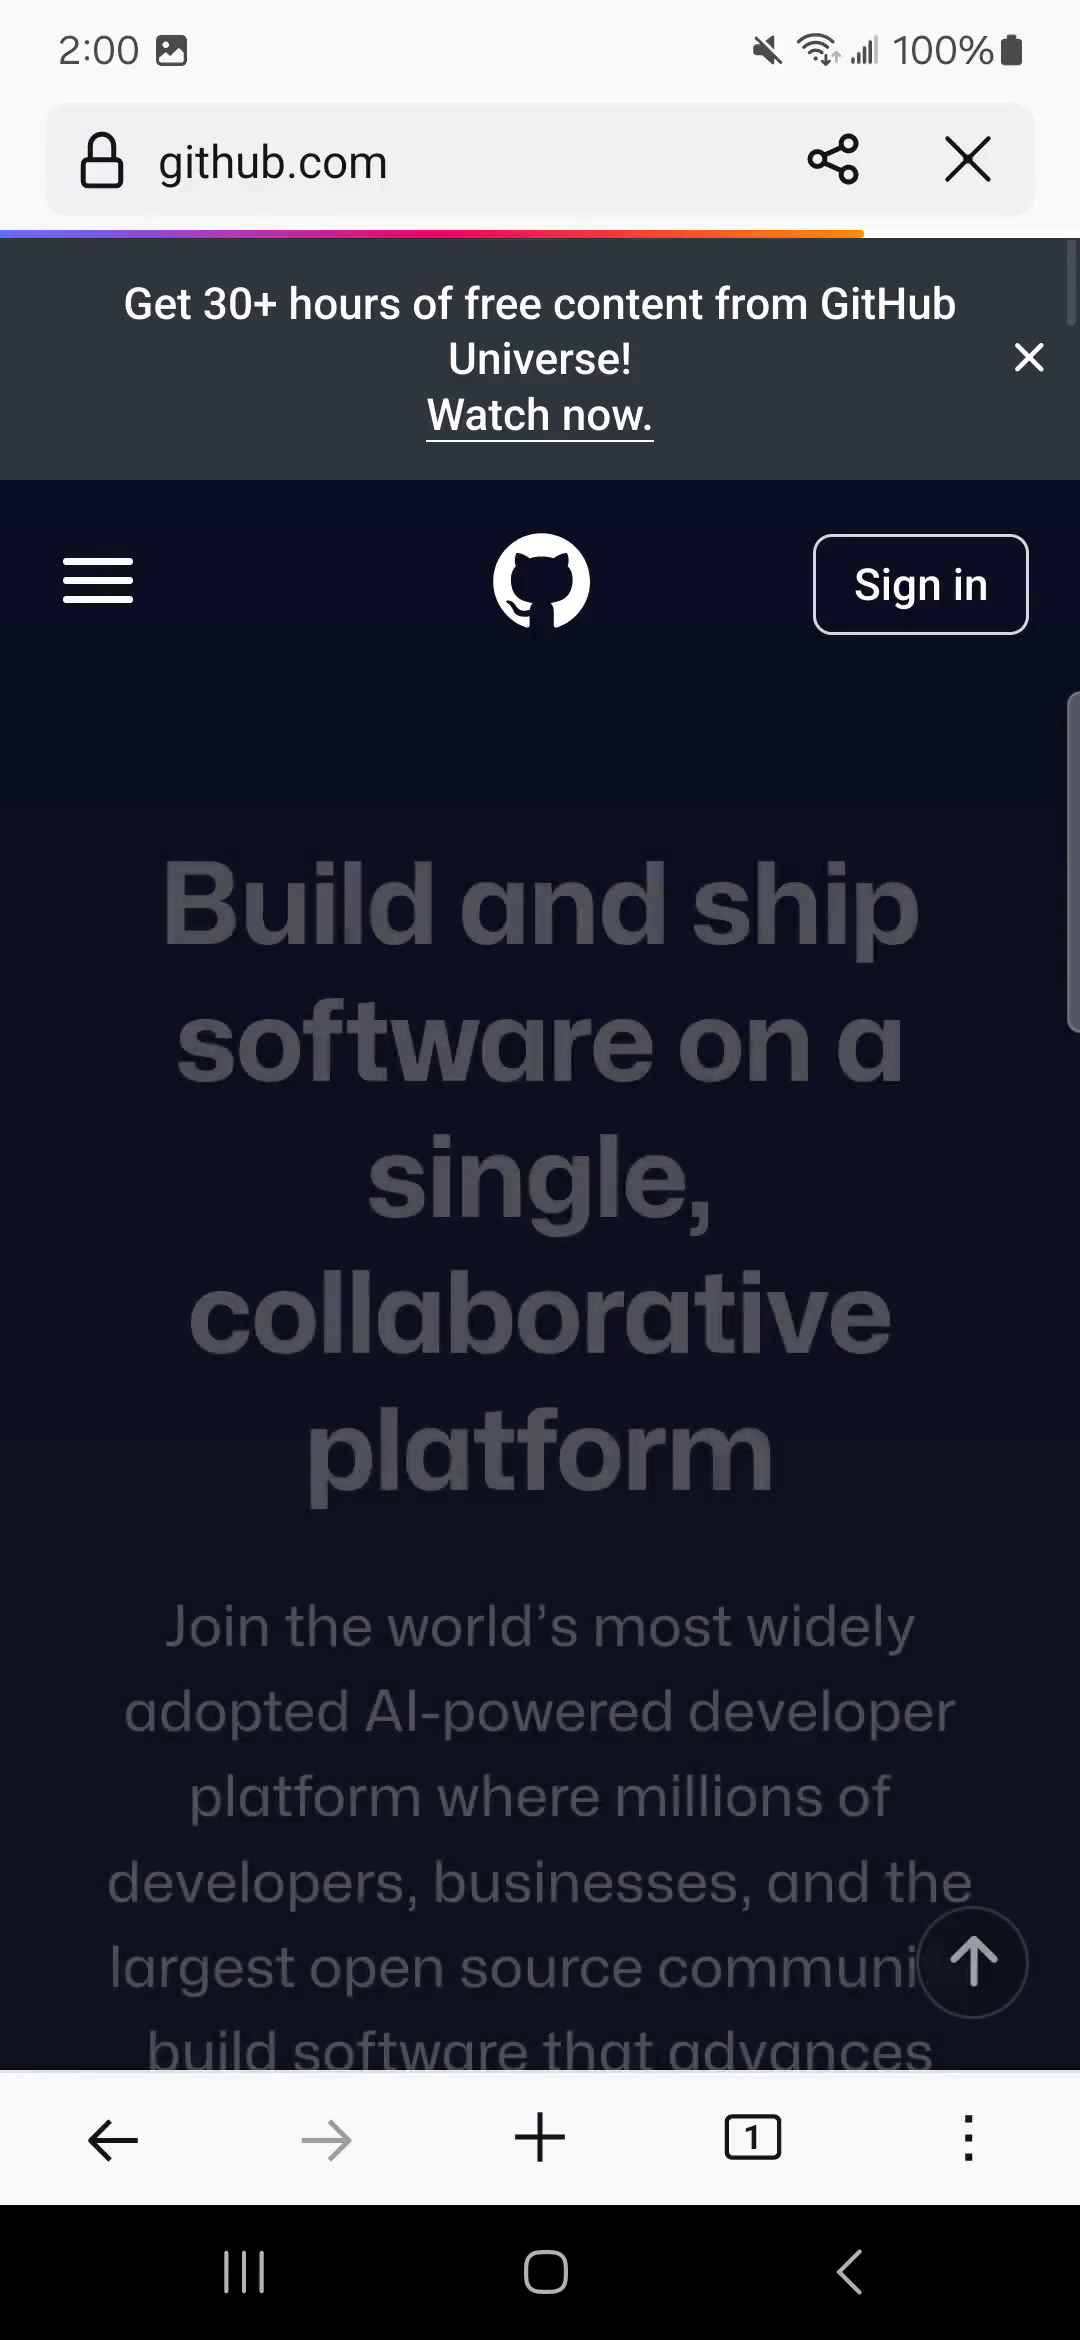 2:00
100%
github.com
Get 30+ hours of free content from GitHub
Universe!
Watch now.
Sign in
Build and ship
software on a
single,
collaborative
platform
Join the world’s most widely
adopted AI-powered developer
platform where millions of
developers, businesses, and the
largest open source communi
build software that advances
1